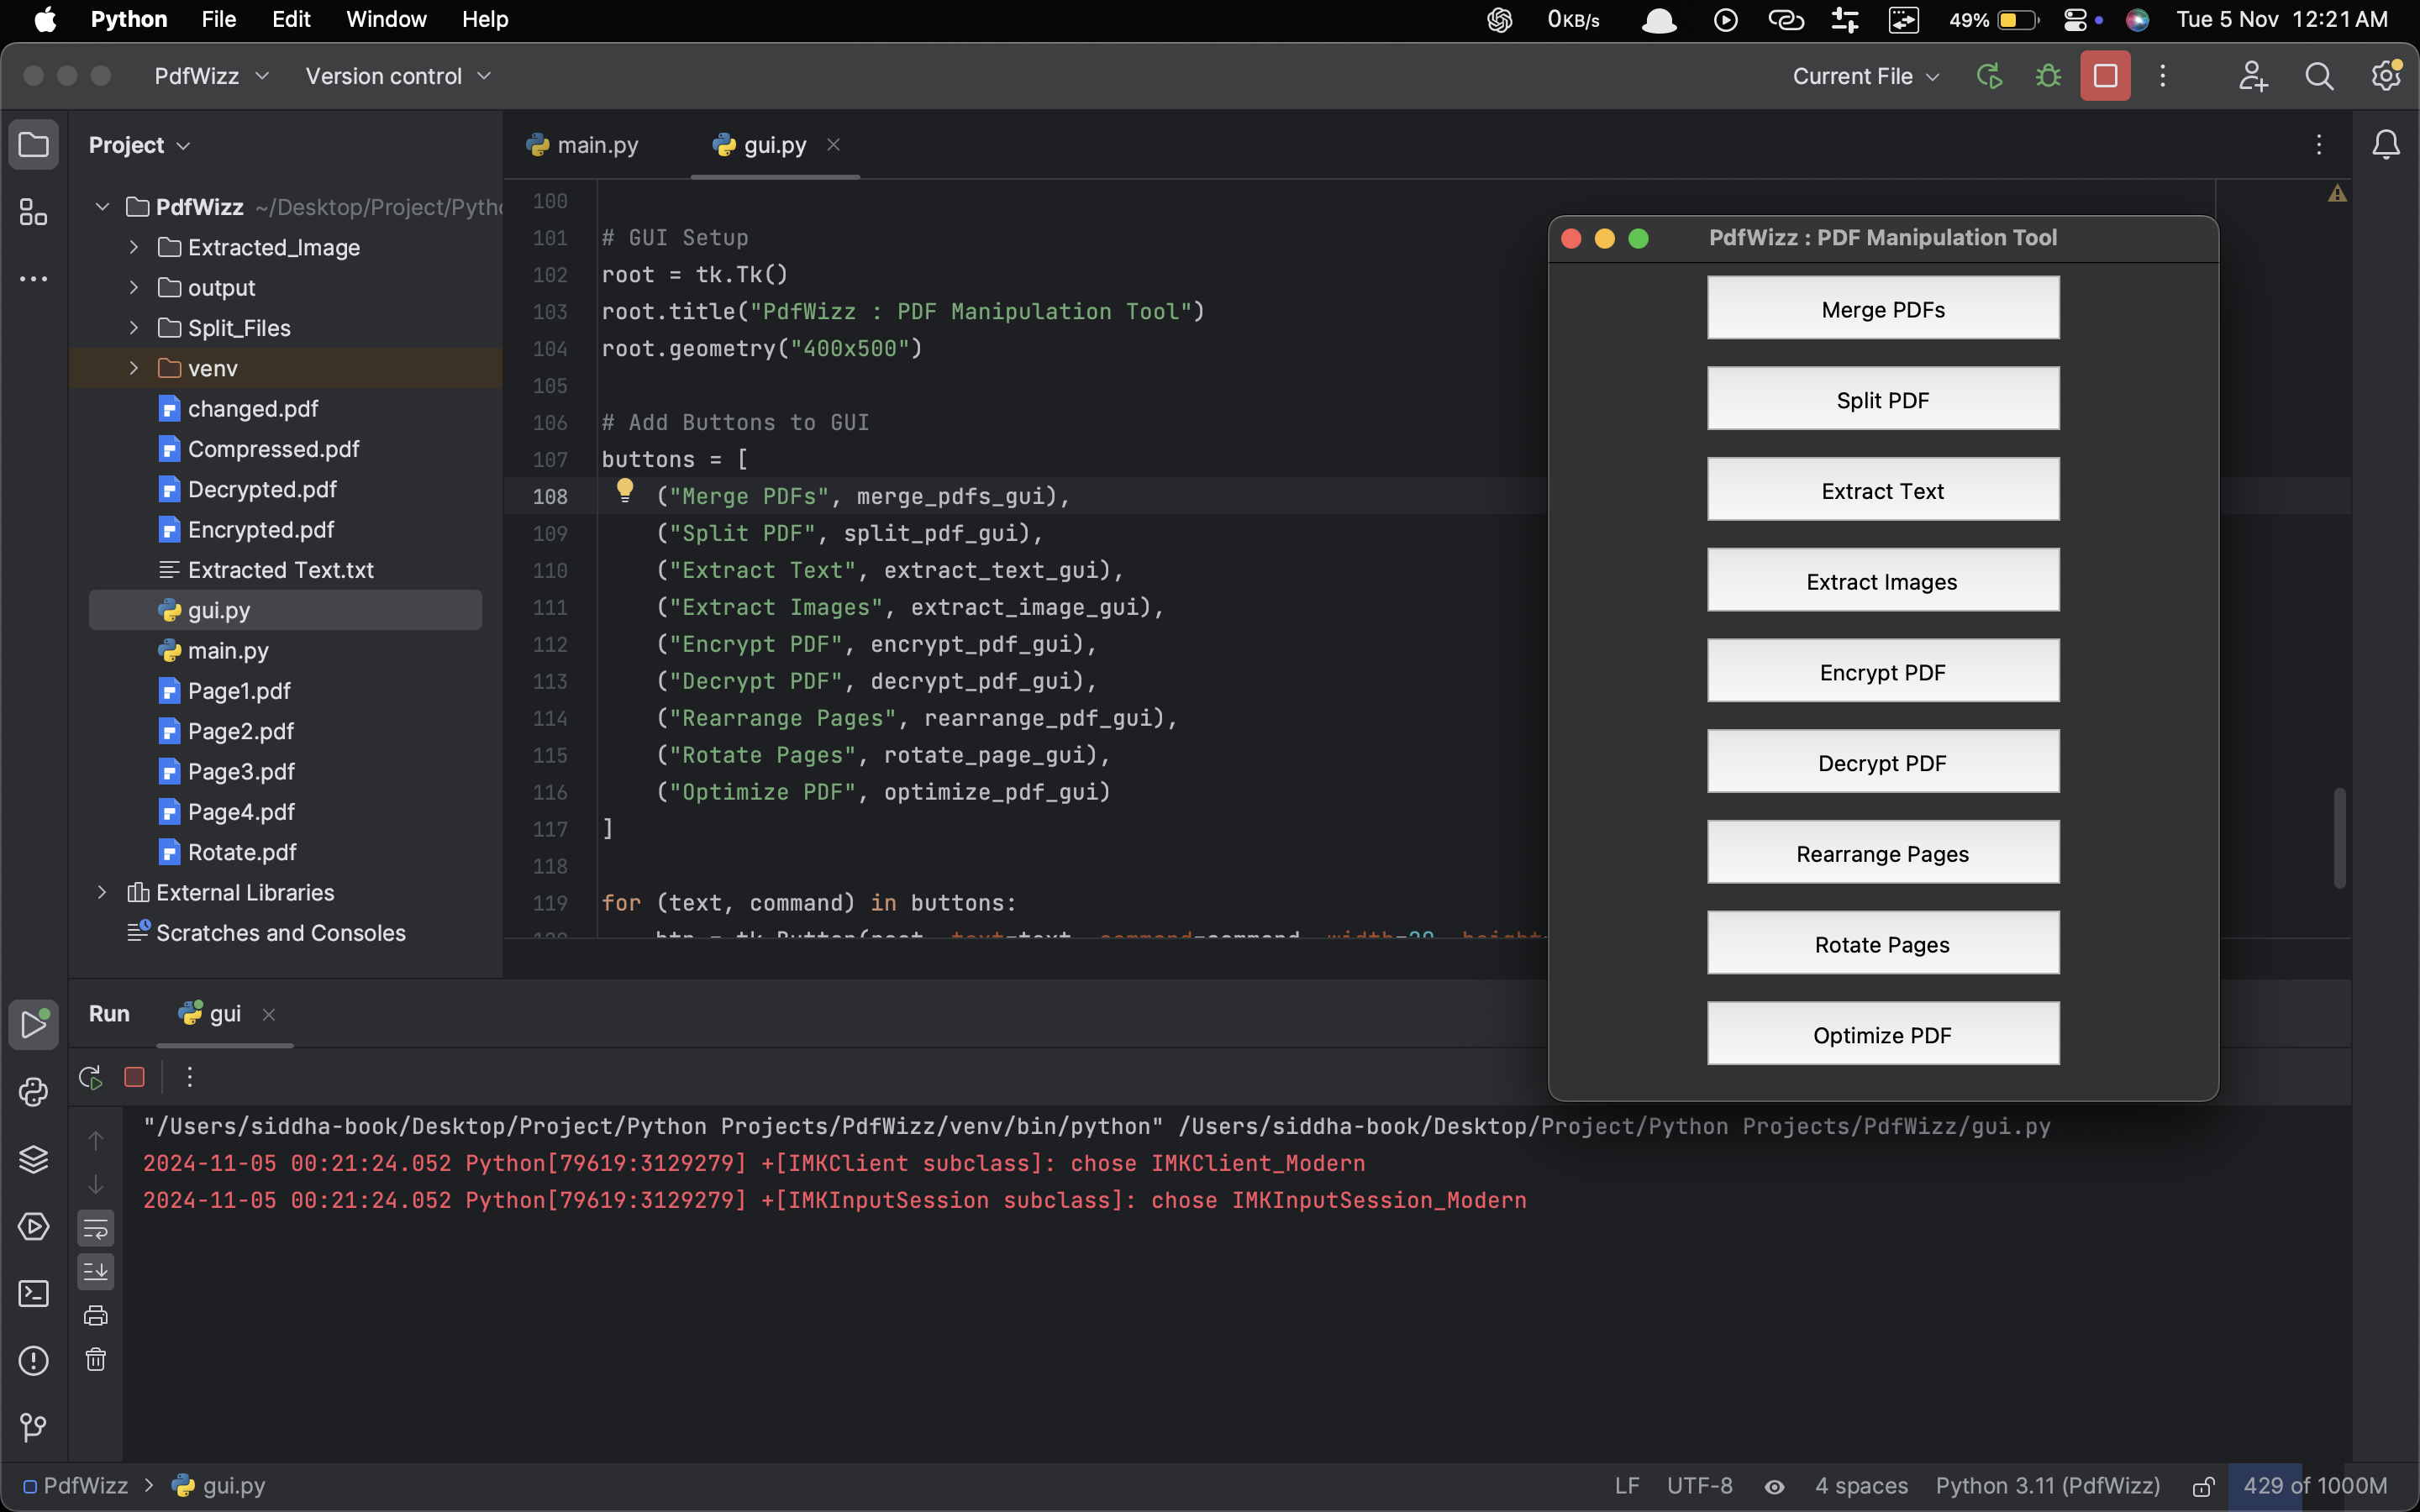 Python File Edit Window Help 0KB/s 49% Tue 5 Nov 12:21 AM
PdfWizz Version control Current File
Project
PdfWizz ~/Desktop/Project/Pytho
Extracted_Image
output
Split_Files
venv
changed.pdf
Compressed.pdf
Decrypted.pdf
Encrypted.pdf
Extracted Text.txt
gui.py
main.py
Page1.pdf
Page2.pdf
Page3.pdf
Page4.pdf
Rotate.pdf
External Libraries
Scratches and Consoles
main.py gui.py
100
101 # GUI Setup
102 root = tk.Tk()
103 root.title("PdfWizz : PDF Manipulation Tool")
104 root.geometry("400x500")
105
106 # Add Buttons to GUI
107 buttons = [
108 ("Merge PDFs", merge_pdfs_gui),
109 ("Split PDF", split_pdf_gui),
110 ("Extract Text", extract_text_gui),
111 ("Extract Images", extract_image_gui),
112 ("Encrypt PDF", encrypt_pdf_gui),
113 ("Decrypt PDF", decrypt_pdf_gui),
114 ("Rearrange Pages", rearrange_pdf_gui),
115 ("Rotate Pages", rotate_page_gui),
116 ("Optimize PDF", optimize_pdf_gui)
117 ]
118
119 for (text, command) in buttons:
PdfWizz : PDF Manipulation Tool
Merge PDFs
Split PDF
Extract Text
Extract Images
Encrypt PDF
Decrypt PDF
Rearrange Pages
Rotate Pages
Optimize PDF
Run gui
"/Users/siddha-book/Desktop/Project/Python Projects/PdfWizz/venv/bin/python" /Users/siddha-book/Desktop/Project/Python Projects/PdfWizz/gui.py
2024-11-05 00:21:24.052 Python[79619:3129279] +[IMKClient subclass]: chose IMKClient_Modern
2024-11-05 00:21:24.052 Python[79619:3129279] +[IMKInputSession subclass]: chose IMKInputSession_Modern
PdfWizz > gui.py LF UTF-8 4 spaces Python 3.11 (PdfWizz) 429 of 1000M